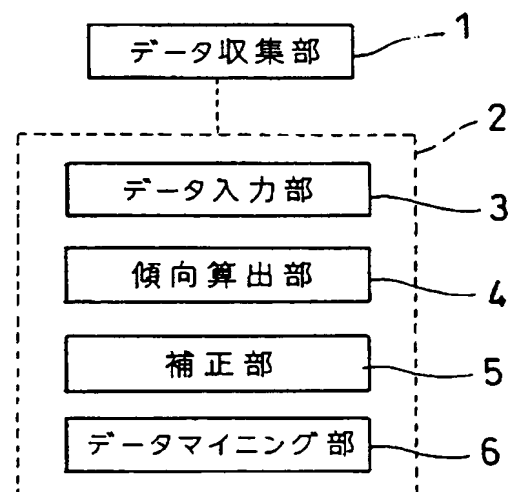 データ収集部 1
2
データ入力部 3
傾向算出部 4
補正部 5
データマイニング部 6